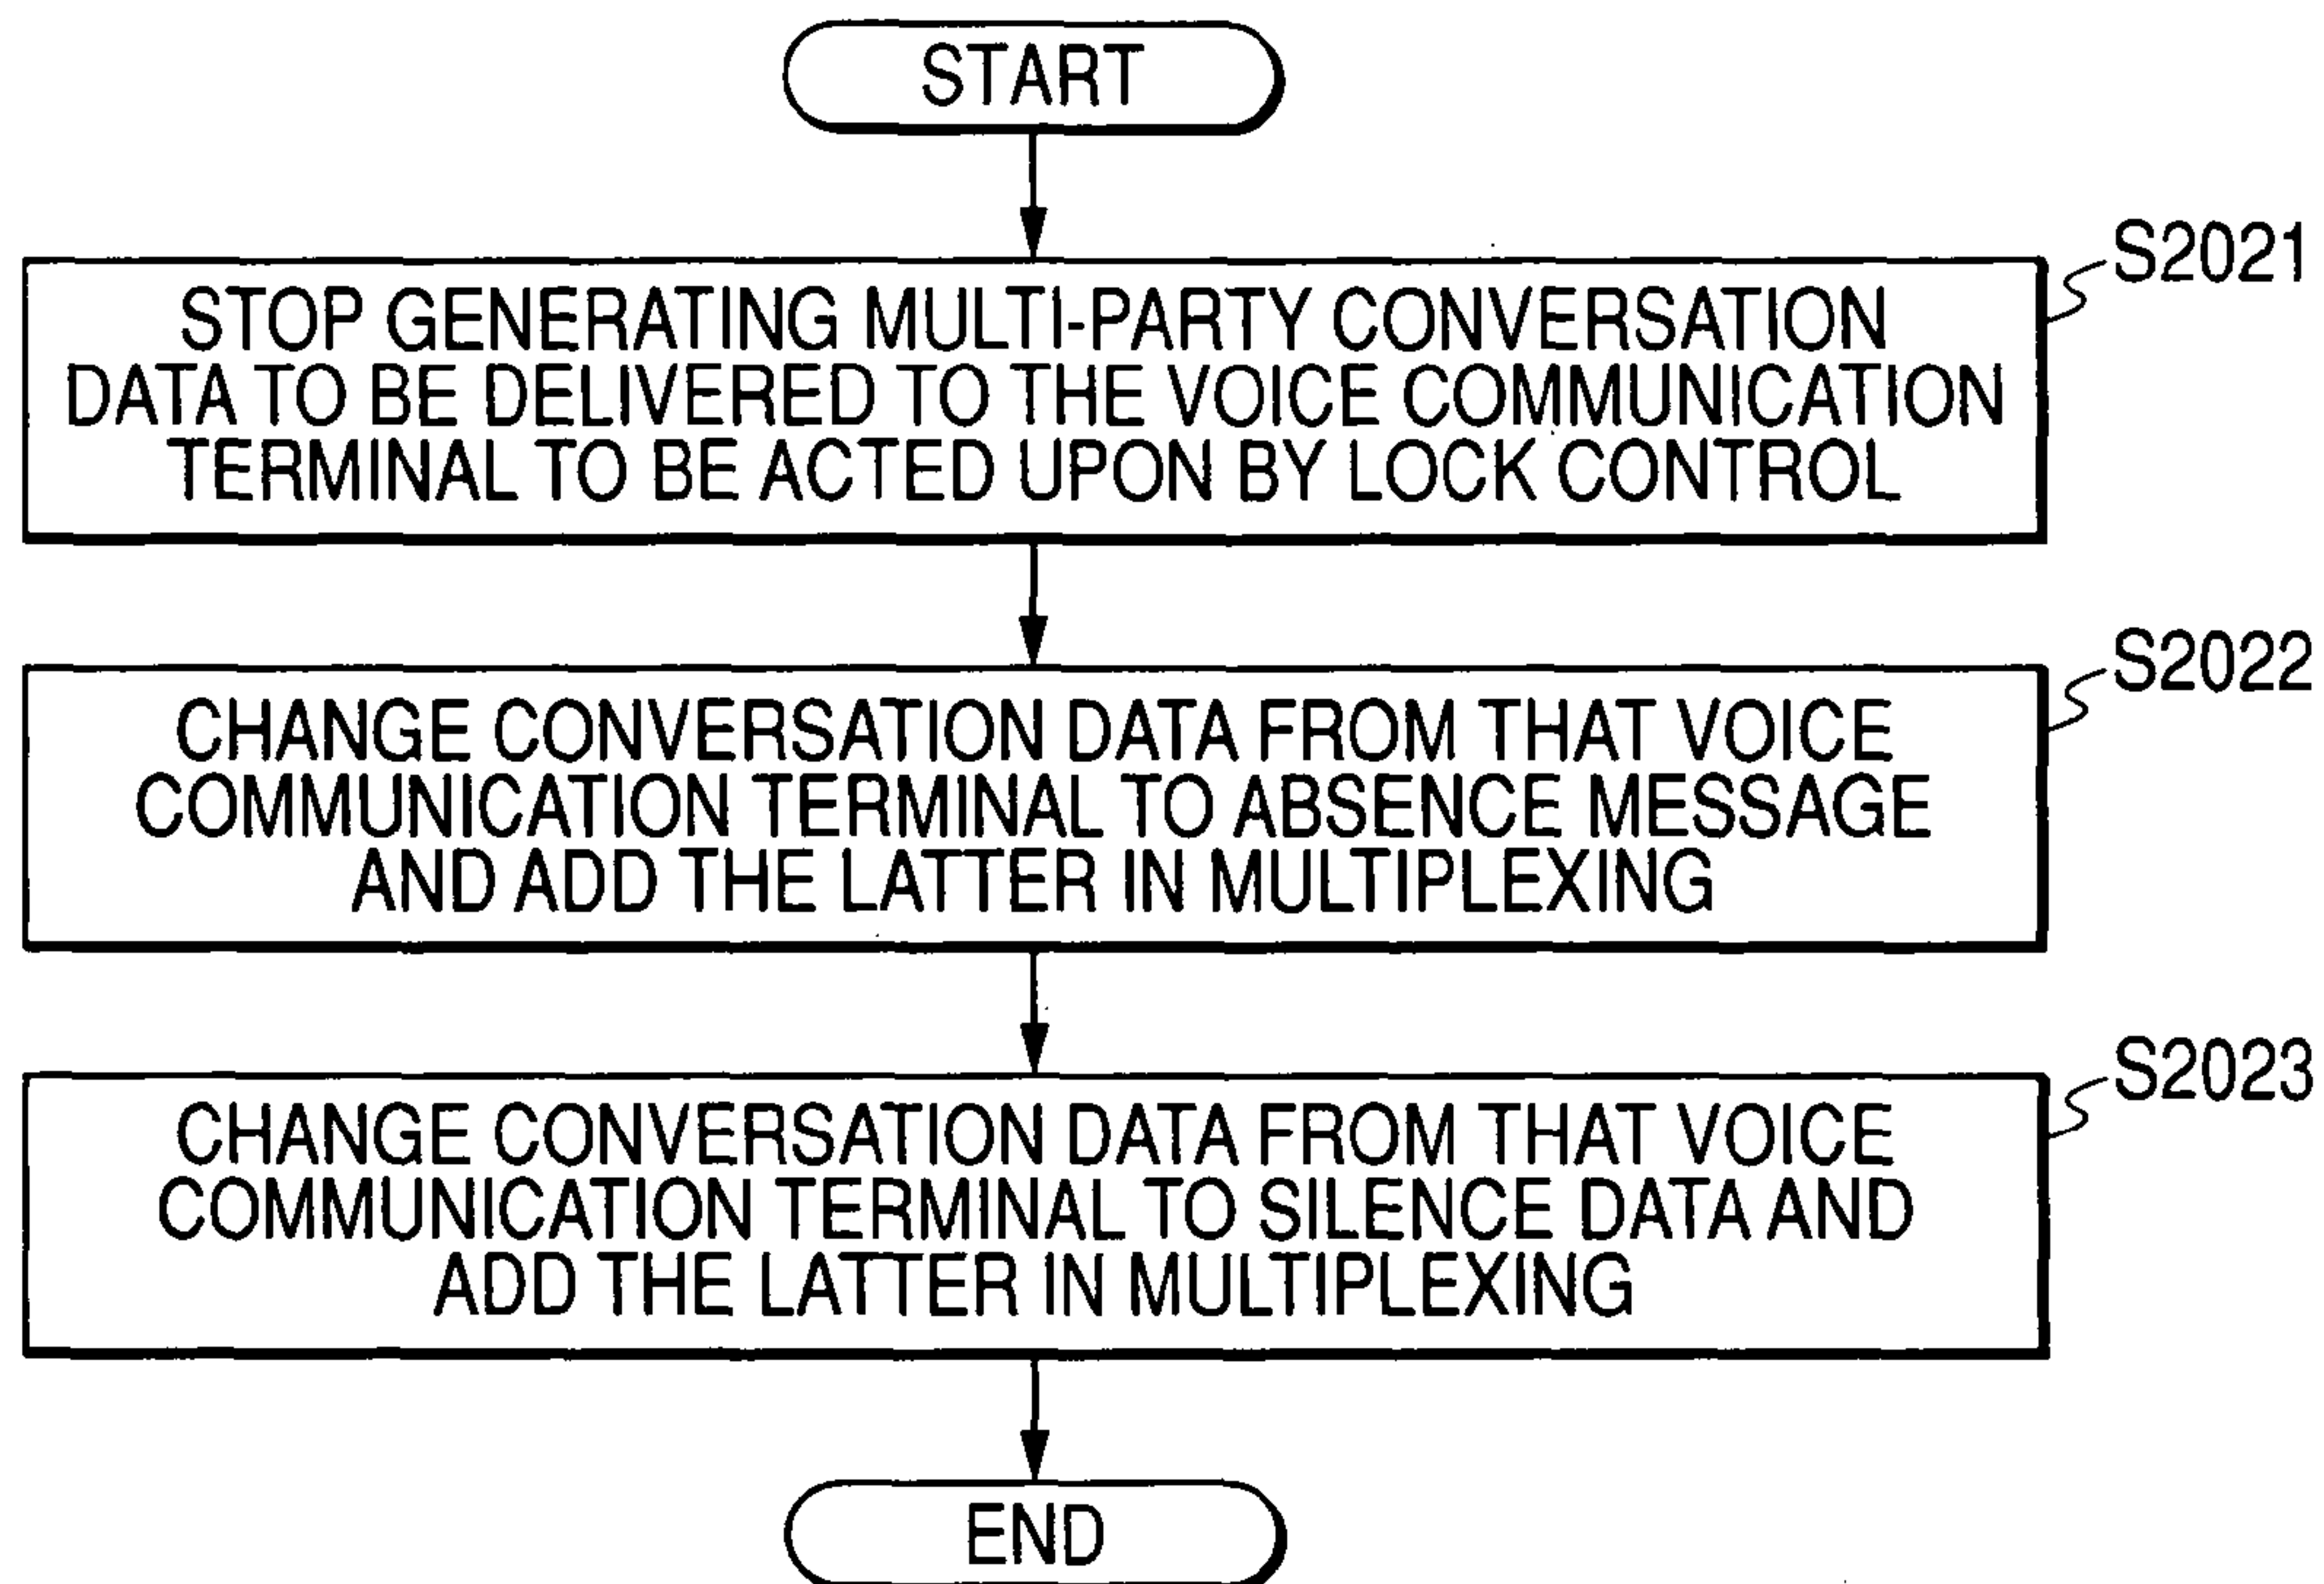 START
S2021
STOP GENERATING MULTI-PARTY CONVERSATION
DATA TO BE DELIVERED TO THE VOICE COMMUNICATION
TERMINAL TO BE ACTED UPON BY LOCK CONTROL
S2022
CHANGE CONVERSATION DATA FROM THAT VOICE
COMMUNICATION TERMINAL TO ABSENCE MESSAGE
AND ADD THE LATTER IN MULTIPLEXING
S2023
CHANGE CONVERSATION DATA FROM THAT VOICE
COMMUNICATION TERMINAL TO SILENCE DATA AND
ADD THE LATTER IN MULTIPLEXING
END